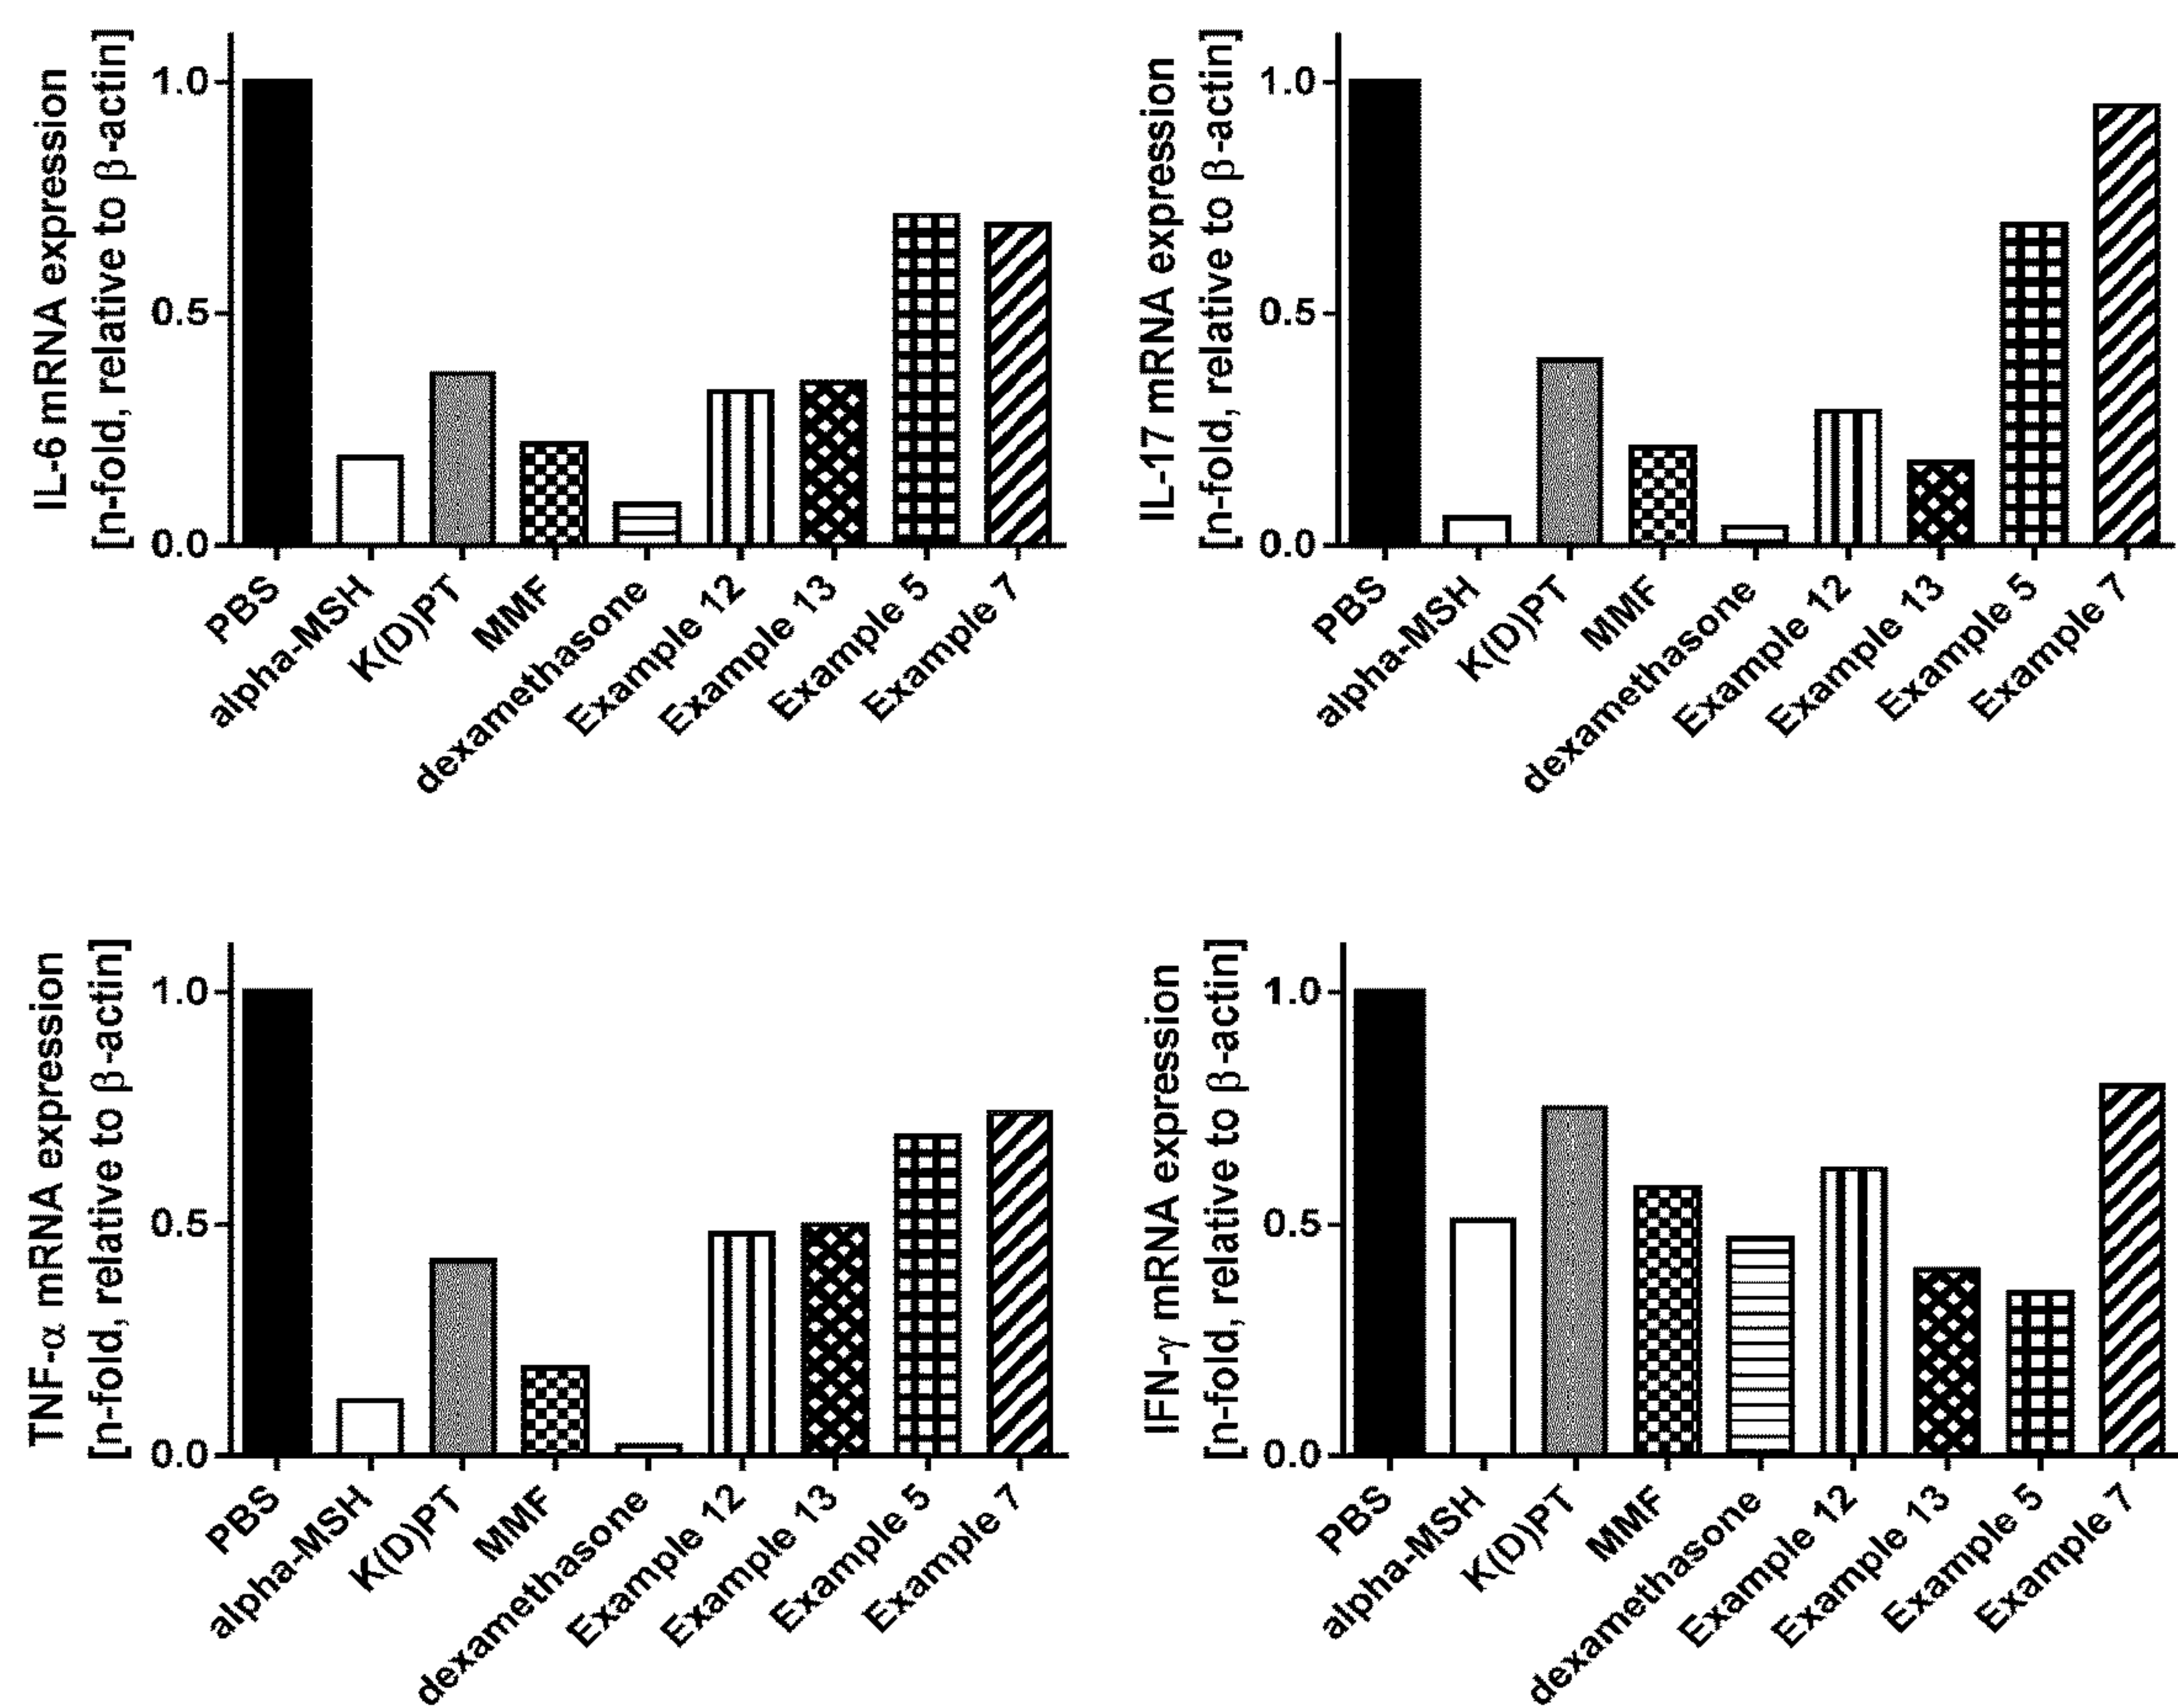 IL-6 mRNA expression
[n-fold, relative to β-actin]
1.0
0.5
0.0
PBS
alpha-MSH
K(D)PT
MMF
dexamethasone
Example 12
Example 13
Example 5
Example 7
IL-17 mRNA expression
[n-fold, relative to β-actin]
1.0
0.5
0.0
PBS
alpha-MSH
K(D)PT
MMF
dexamethasone
Example 12
Example 13
Example 5
Example 7
TNF-α mRNA expression
[n-fold, relative to β-actin]
1.0
0.5
0.0
PBS
alpha-MSH
K(D)PT
MMF
dexamethasone
Example 12
Example 13
Example 5
Example 7
IFN-γ mRNA expression
[n-fold, relative to β-actin]
1.0
0.5
0.0
PBS
alpha-MSH
K(D)PT
MMF
dexamethasone
Example 12
Example 13
Example 5
Example 7